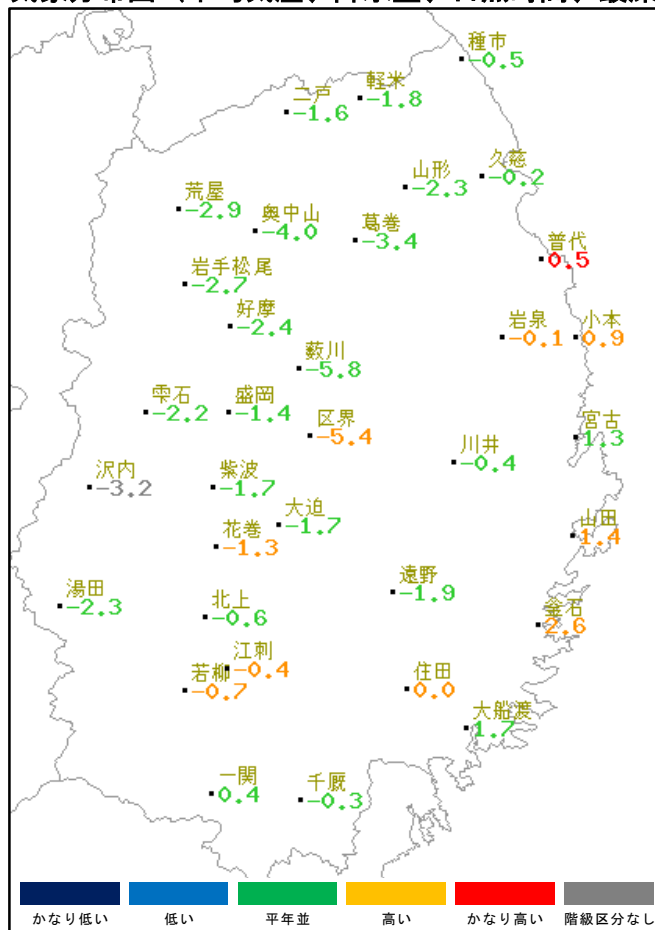 種市
-0.5
軽米
-1.8
二戸
-1.6
久慈
-0.2
山形
-2.3
荒屋
-2.9
奥中山
-4.0
葛巻
-3.4
普代
0.5
岩手松尾
-2.7
好摩
-2.4
岩泉
-0.1
小本
0.9
薮川
-5.8
雫石
-2.2
盛岡
-1.4
区界
-5.4
宮古
1.3
川井
-0.4
沢内
-3.2
紫波
-1.7
大迫
-1.7
花巻
-1.3
山田
1.4
湯田
-2.3
北上
-0.6
遠野
-1.9
釜石
2.6
江刺
-0.4
若柳
-0.7
住田
0.0
大船渡
1.7
一関
0.4
千厩
-0.3
かなり低い 低い 平年並 高い かなり高い 階級区分なし